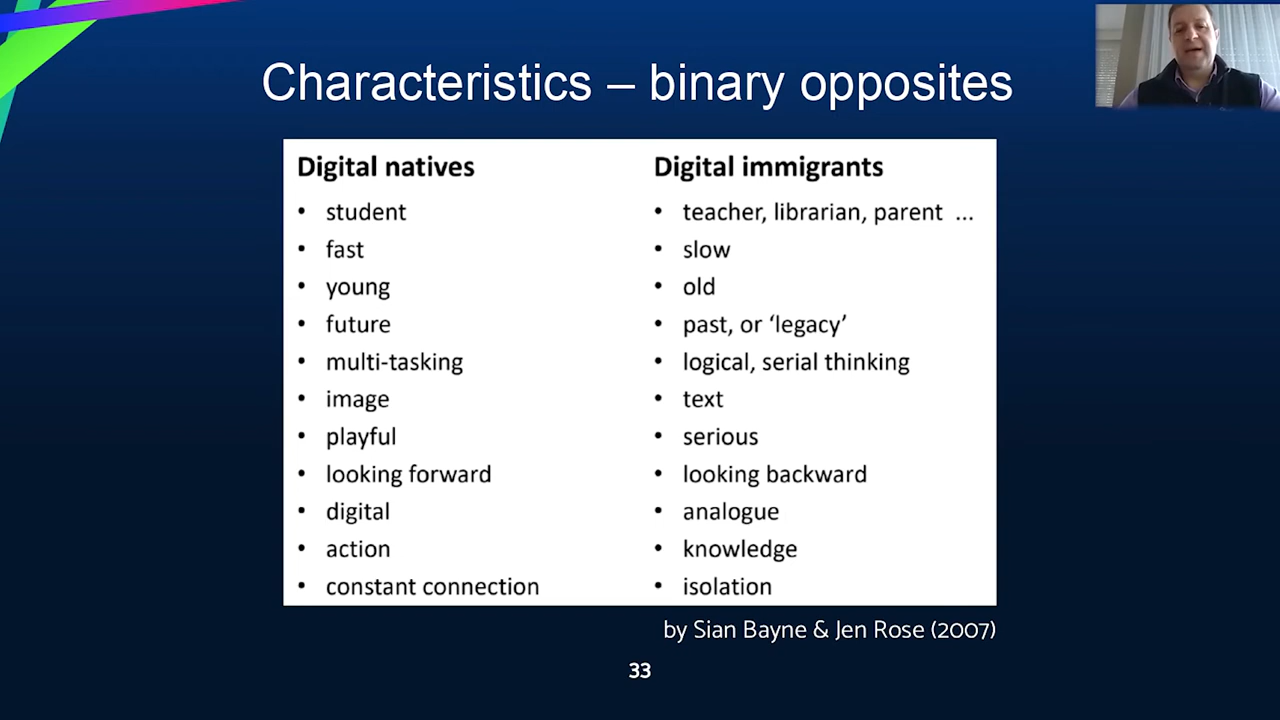 Characteristics – binary opposites
Digital natives
• student
• fast
• young
• future
• multi-tasking
• image
• playful
• looking forward
• digital
• action
• constant connection
Digital immigrants
• teacher, librarian, parent ...
• slow
• old
• past, or ‘legacy’
• logical, serial thinking
• text
• serious
• looking backward
• analogue
• knowledge
• isolation
by Sian Bayne & Jen Rose (2007)
33